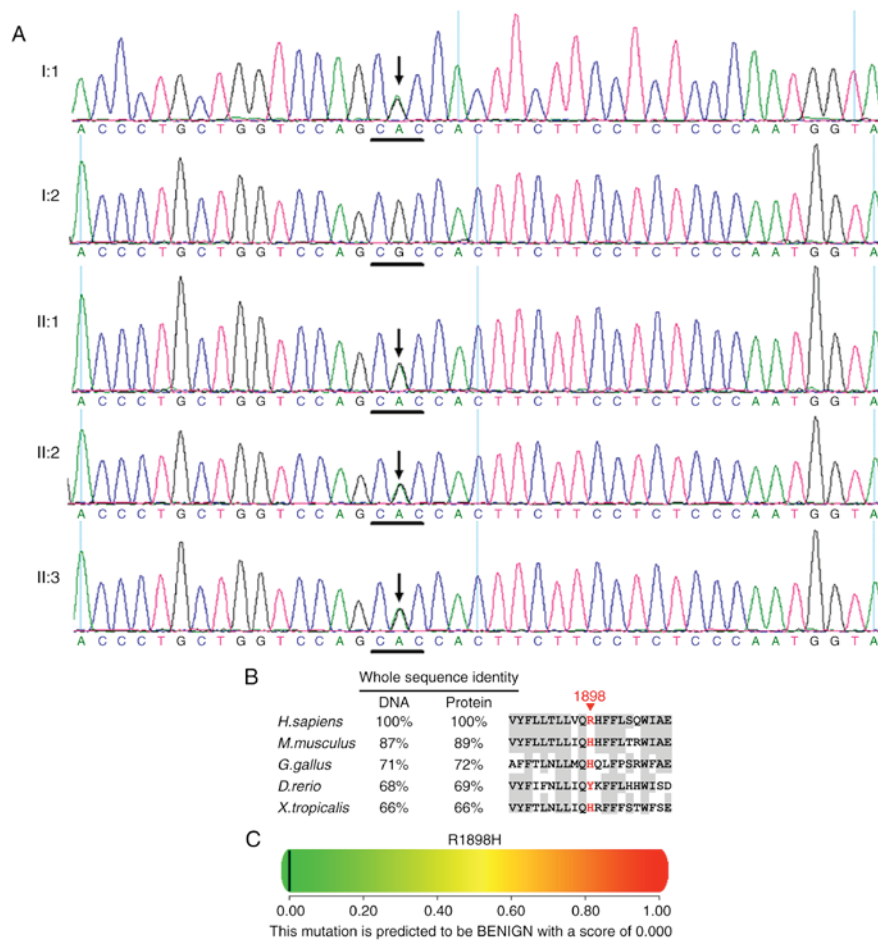 A
I:1
A C C C T G C T G G T C C A G C A C C A C T T C T T C C T C T C C C A A T G G T A
I:2
A C C C T G C T G G T C C A G C G C C A C T T C T T C C T C T C C C A A T G G T A
II:1
A C C C T G C T G G T C C A G C A C C A C T T C T T C C T C T C C C A A T G G T A
II:2
A C C C T G C T G G T C C A G C A C C A C T T C T T C C T C T C C C A A T G G T A
II:3
A C C C T G C T G G T C C A G C A C C A C T T C T T C C T C T C C C A A T G G T A
B
Whole sequence identity
DNA Protein 1898
H.sapiens 100% 100% VYFLLTLLVQRHFFLSQWIAE
M.musculus 87% 89% VYFLLTLLIQHHFFLTRWIAE
G.gallus 71% 72% AFFTLNLLMQHQLFPSRWFAE
D.rerio 68% 69% VYFIFNLLIQYKFFLHHWISD
X.tropicalis 66% 66% VYFTLNLLIQHRFFFSTWFSE
C
R1898H
0.00 0.20 0.40 0.60 0.80 1.00
This mutation is predicted to be BENIGN with a score of 0.000